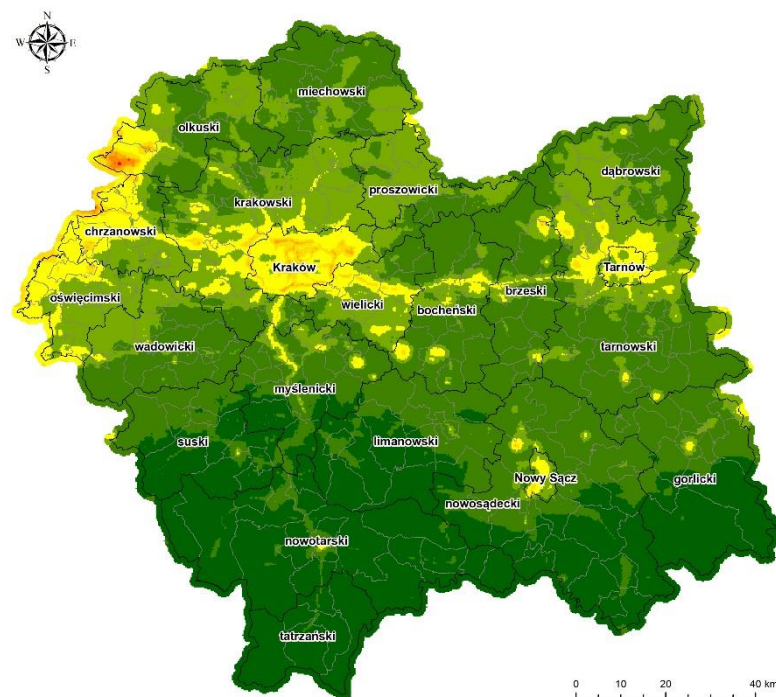 N
W E
S
miechowski
olkuski
dąbrowski
proszowicki
krakowski
chrzanowski
Kraków
Tarnów
oświęcimski
wielicki
bocheński
brzeski
wadowicki
tarnowski
myślenicki
suski
limanowski
Nowy Sącz
gorlicki
nowosądecki
nowotarski
tatrzański
0 10 20 40 km